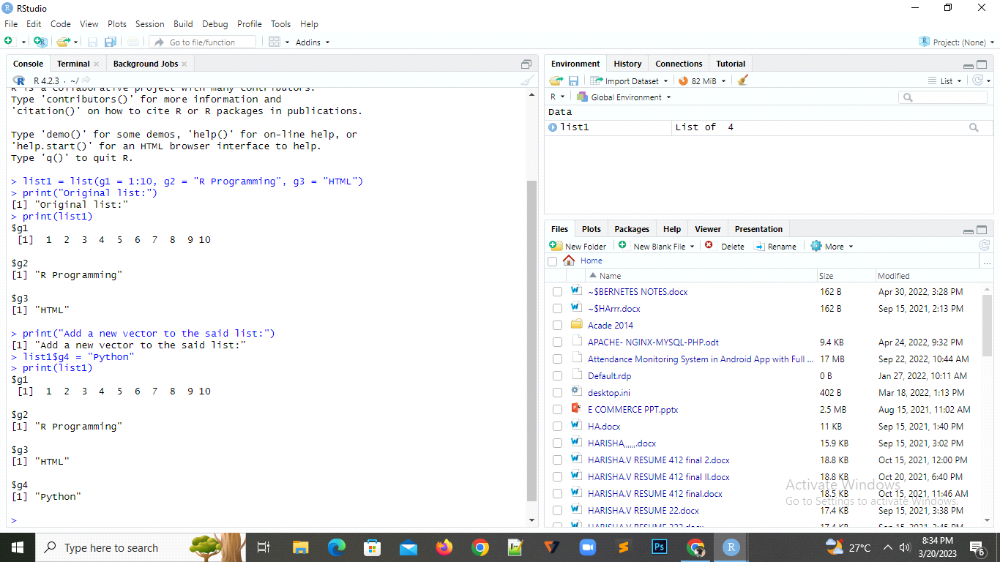 RStudio
File Edit Code View Plots Session Build Debug Profile Tools Help
Go to file/function Addins Project: (None)
Console Terminal Background Jobs
R 4.2.3 · ~/
R is a collaborative project with many contributors.
Type 'contributors()' for more information and
'citation()' on how to cite R or R packages in publications.
Type 'demo()' for some demos, 'help()' for on-line help, or
'help.start()' for an HTML browser interface to help.
Type 'q()' to quit R.
> list1 = list(g1 = 1:10, g2 = "R Programming", g3 = "HTML")
> print("Original list:")
[1] "Original list:"
> print(list1)
$g1
[1] 1 2 3 4 5 6 7 8 9 10
$g2
[1] "R Programming"
$g3
[1] "HTML"
> print("Add a new vector to the said list:")
[1] "Add a new vector to the said list:"
> list1$g4 = "Python"
> print(list1)
$g1
[1] 1 2 3 4 5 6 7 8 9 10
$g2
[1] "R Programming"
$g3
[1] "HTML"
$g4
[1] "Python"
>
Environment History Connections Tutorial
Import Dataset 82 MiB List
R Global Environment
Data
list1 List of 4
Files Plots Packages Help Viewer Presentation
New Folder New Blank File Delete Rename More
Home ...
Name Size Modified
~$BERNETES NOTES.docx 162 B Apr 30, 2022, 3:28 PM
~$HArrr.docx 162 B Sep 15, 2021, 2:13 PM
Acade 2014
APACHE- NGINX-MYSQL-PHP.odt 9.4 KB Apr 24, 2022, 9:32 PM
Attendance Monitoring System in Android App with Full ... 17 MB Sep 22, 2022, 10:44 AM
Default.rdp 0 B Jan 27, 2022, 10:11 AM
desktop.ini 402 B Mar 18, 2022, 1:13 PM
E COMMERCE PPT.pptx 2.5 MB Aug 15, 2021, 11:02 AM
HA.docx 11 KB Sep 15, 2021, 1:40 PM
HARISHA,,,,,,.docx 15.9 KB Sep 15, 2021, 3:02 PM
HARISHA.V RESUME 412 final 2.docx 18.8 KB Oct 15, 2021, 12:00 PM
HARISHA.V RESUME 412 final II.docx 18.8 KB Oct 20, 2021, 6:40 PM
HARISHA.V RESUME 412 final.docx 18.5 KB Oct 15, 2021, 11:46 AM
HARISHA.V RESUME 22.docx 17.4 KB Sep 15, 2021, 3:38 PM
HARISHA.V RESUME 222.docx 17.4 KB Sep 15, 2021, 3:45 PM
Activate Windows
Go to Settings to activate Windows.
Type here to search
Ps
R
27°C
8:34 PM
3/20/2023
6